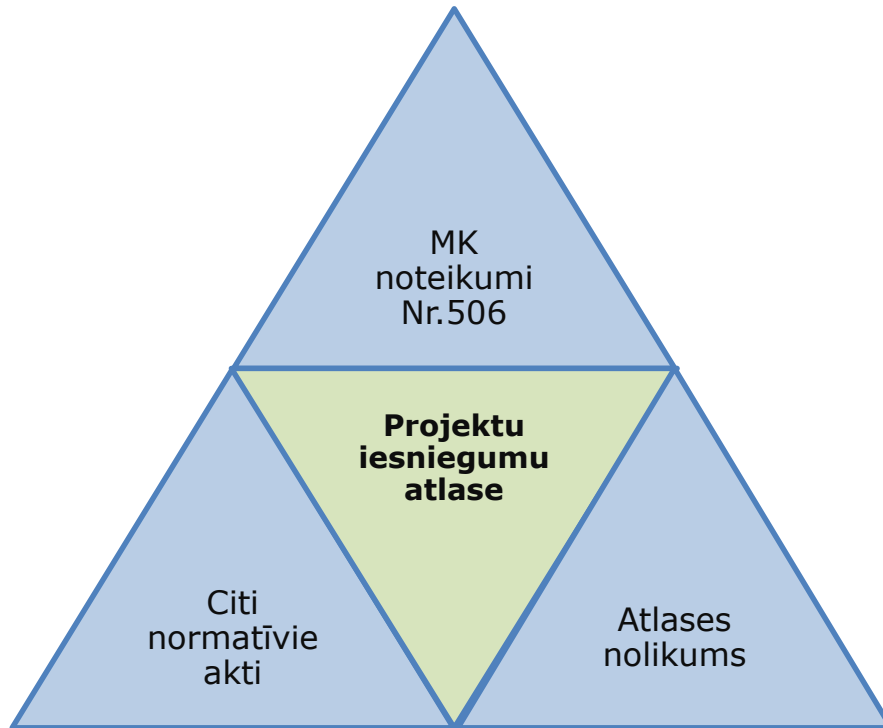 MK
noteikumi
Nr.506
Projektu
iesniegumu
atlase
Citi
normatīvie
akti
Atlases
nolikums